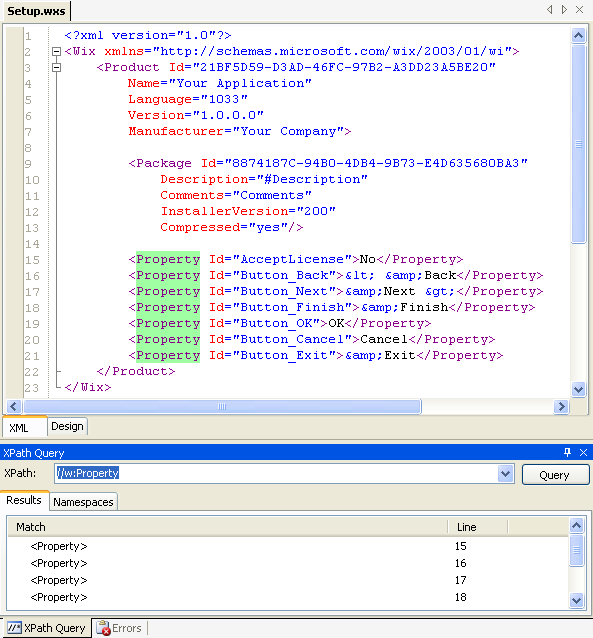 Setup.wxs
1 <?xml version="1.0"?>
2 <Wix xmlns="http://schemas.microsoft.com/wix/2003/01/wi">
3 <Product Id="21BF5D59-D3AD-46FC-97B2-A3DD23A5BE20"
4 Name="Your Application"
5 Language="1033"
6 Version="1.0.0.0"
7 Manufacturer="Your Company">
8
9 <Package Id="8874187C-94B0-4DB4-9B73-E4D635680BA3"
10 Description="#Description"
11 Comments="Comments"
12 InstallerVersion="200"
13 Compressed="yes"/>
14
15 <Property Id="AcceptLicense">No</Property>
16 <Property Id="Button_Back">&lt; &amp;Back</Property>
17 <Property Id="Button_Next">&amp;Next &gt;</Property>
18 <Property Id="Button_Finish">&amp;Finish</Property>
19 <Property Id="Button_OK">OK</Property>
20 <Property Id="Button_Cancel">Cancel</Property>
21 <Property Id="Button_Exit">&amp;Exit</Property>
22 </Product>
23 </Wix>
XML Design
XPath Query
XPath: //w:Property Query
Results Namespaces
Match Line
<Property> 15
<Property> 16
<Property> 17
<Property> 18
XPath Query Errors